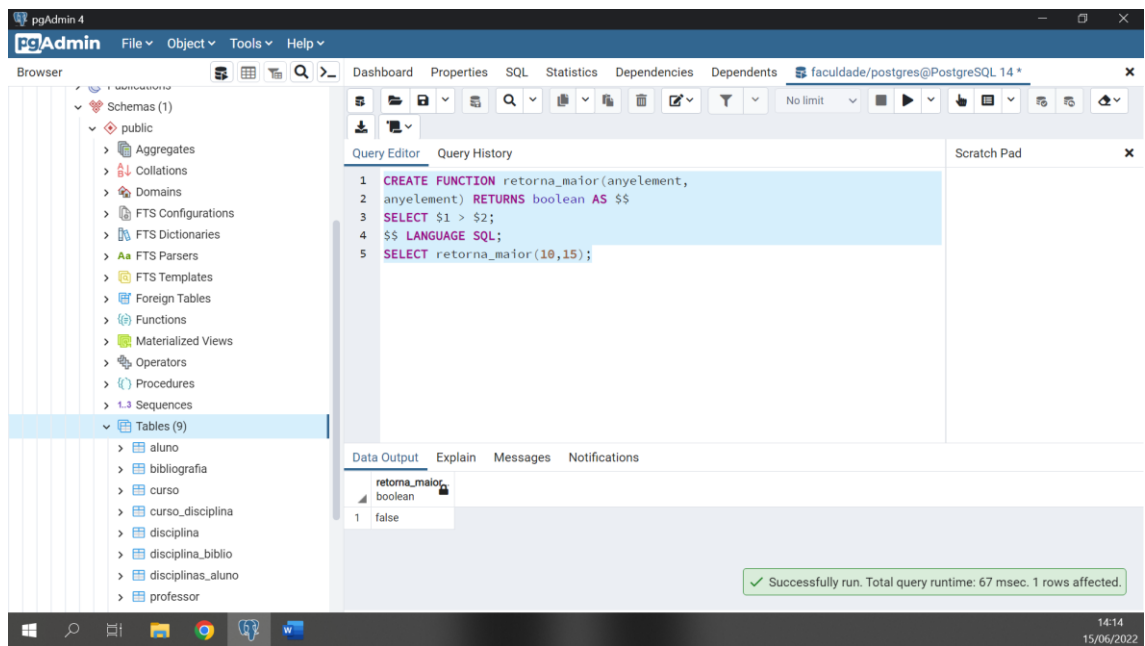 pgAdmin 4
pgAdmin File Object Tools Help
Browser
Dashboard Properties SQL Statistics Dependencies Dependents faculdade/postgres@PostgreSQL 14 *
No limit
Schemas (1)
public
Aggregates
Collations
Domains
FTS Configurations
FTS Dictionaries
Aa FTS Parsers
FTS Templates
Foreign Tables
Functions
Materialized Views
Operators
Procedures
1..3 Sequences
Tables (9)
aluno
bibliografia
curso
curso_disciplina
disciplina
disciplina_biblio
disciplinas_aluno
professor
Query Editor Query History
Scratch Pad
1 CREATE FUNCTION retorna_maior(anyelement,
2 anyelement) RETURNS boolean AS $$
3 SELECT $1 > $2;
4 $$ LANGUAGE SQL;
5 SELECT retorna_maior(10,15);
Data Output Explain Messages Notifications
retorna_maior
boolean
1 false
Successfully run. Total query runtime: 67 msec. 1 rows affected.
14:14
15/06/2022